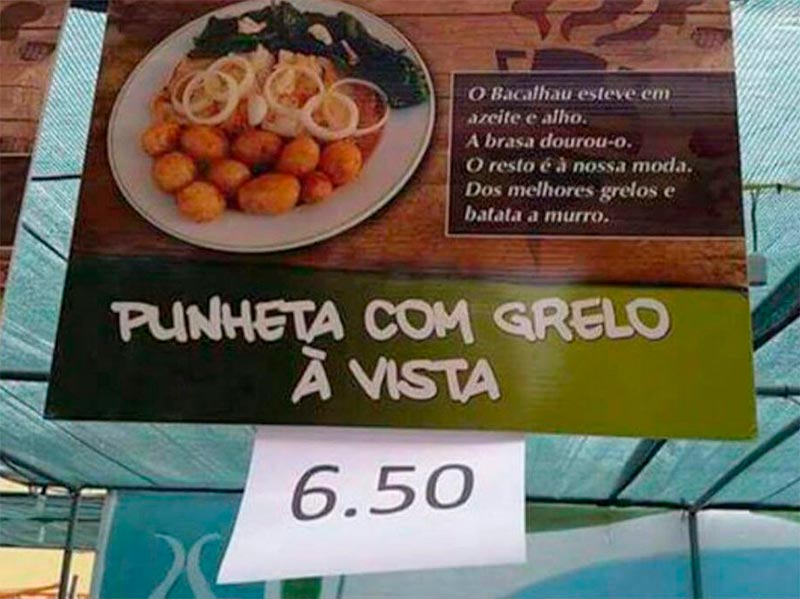 O Bacalhau esteve em
azeite e alho.
A brasa dourou-o.
O resto é à nossa moda.
Dos melhores grelos e
batata a murro.
PUNHETA COM GRELO
À VISTA
6.50